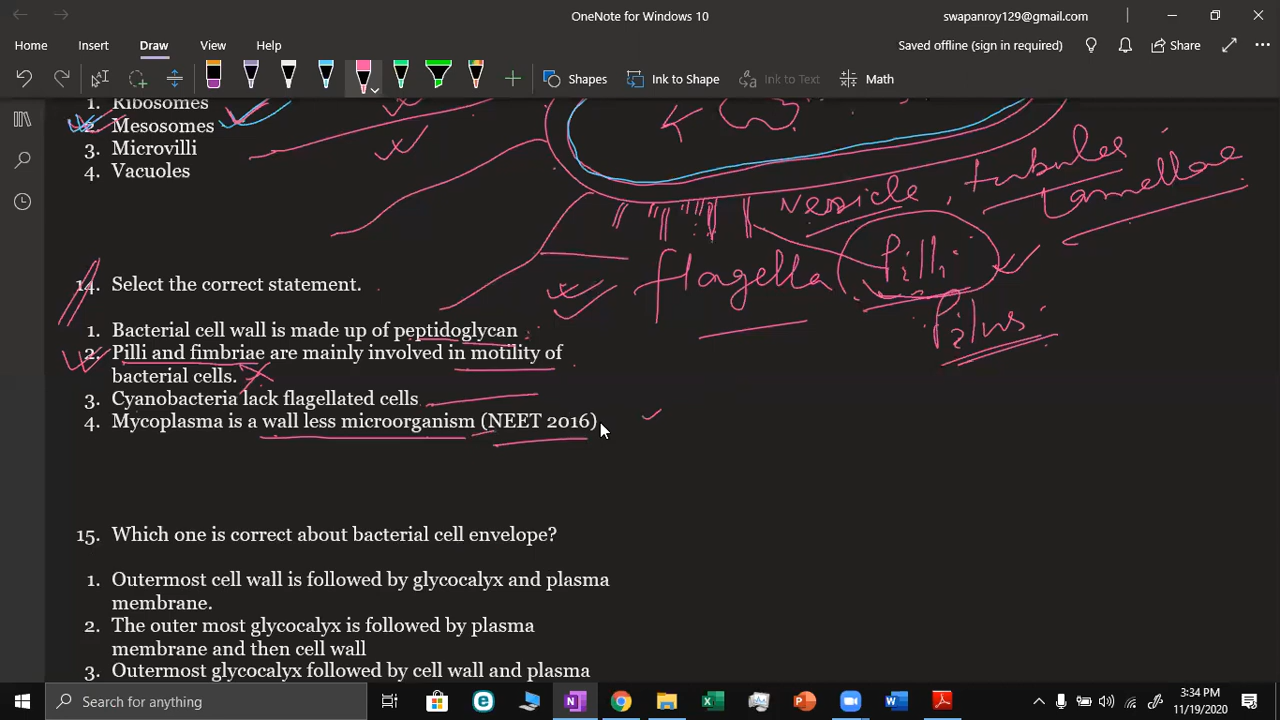 OneNote for Windows 10
swapanroy129@gmail.com
Home Insert Draw View Help
Saved offline (sign in required)
Share
Shapes
Ink to Shape
Ink to Text
Math
1. Ribosomes
2. Mesosomes
3. Microvilli
4. Vacuoles
vessicle, tubules
lamellae
flagella
Pilli
Pilus
14. Select the correct statement.
1. Bacterial cell wall is made up of peptidoglycan
2. Pilli and fimbriae are mainly involved in motility of
bacterial cells.
3. Cyanobacteria lack flagellated cells
4. Mycoplasma is a wall less microorganism (NEET 2016)
15. Which one is correct about bacterial cell envelope?
1. Outermost cell wall is followed by glycocalyx and plasma
membrane.
2. The outer most glycocalyx is followed by plasma
membrane and then cell wall
3. Outermost glycocalyx followed by cell wall and plasma
Search for anything
3:34 PM
11/19/2020